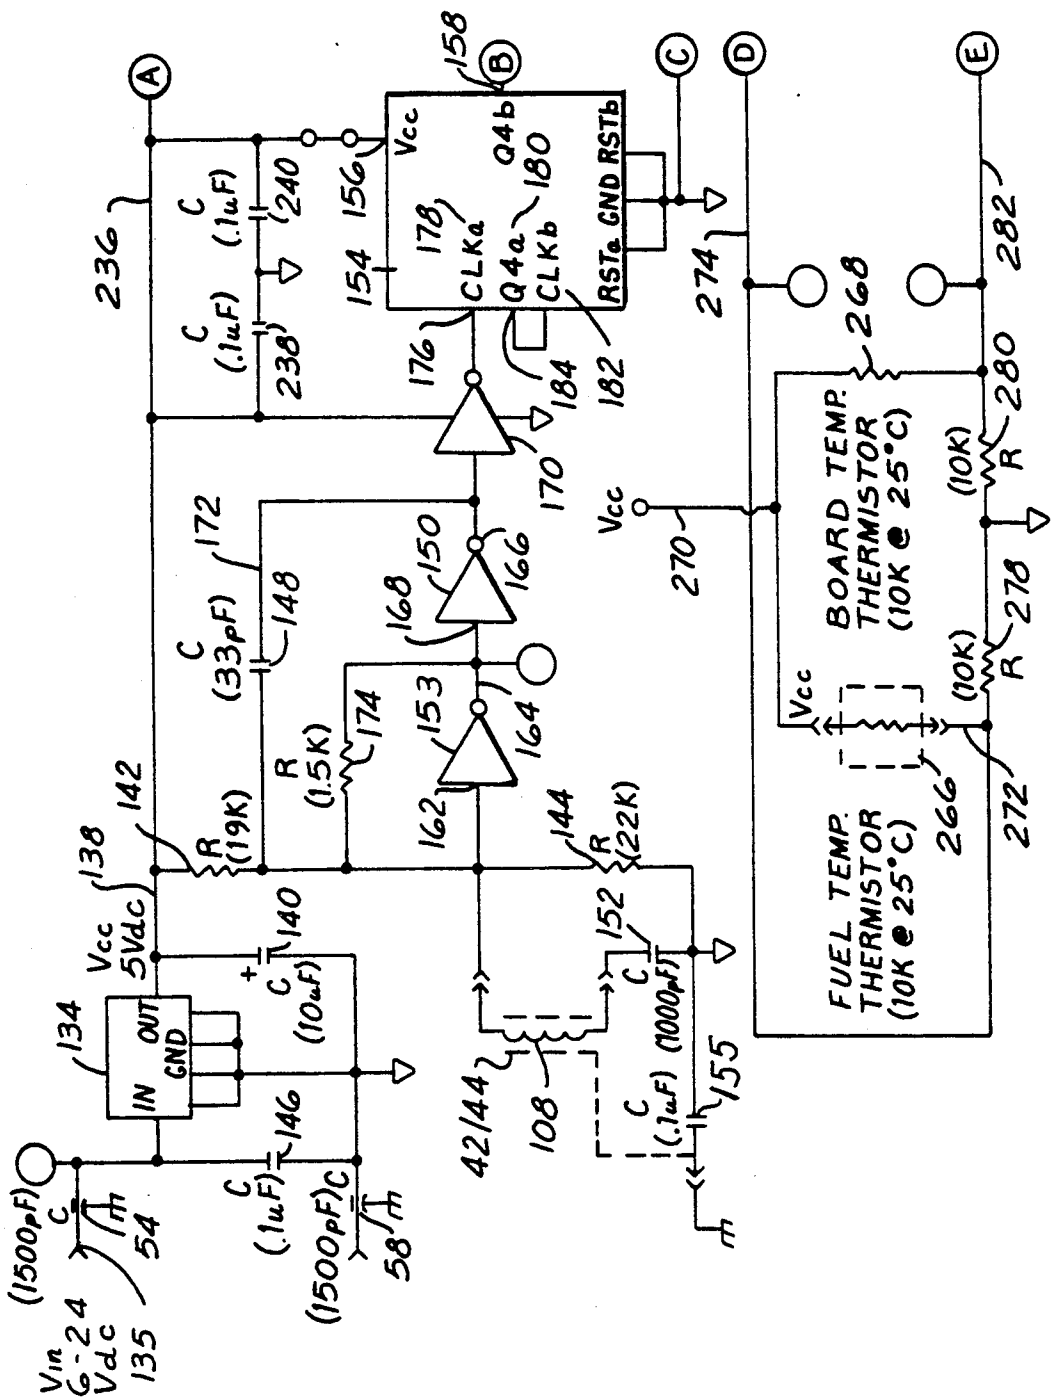 Vin
6-24
Vdc
135
(1500pF)
C
54
C
(.1uF)
146
(1500pF)
C
58
134
IN
OUT
GND
Vcc
5Vdc
138
142
+
C
(10uF)
140
R
(19K)
C
(33pF)
148
172
236
C
(.1uF)
238
C
(.1uF)
240
A
R
(1.5K)
174
162
153
164
168
150
166
170
176
154
156
158
Vcc
CLKa
178
Q4a
180
CLKb
Q4b
RSTa
GND
RSTb
184
182
B
C
42/44
108
144
R
(22K)
152
C
(1000pF)
C
(.1uF)
155
Vcc
270
274
D
E
FUEL TEMP.
THERMISTOR
(10K @ 25°C)
266
272
Vcc
(10K)
R
278
BOARD TEMP.
THERMISTOR
(10K @ 25°C)
268
(10K)
R
280
282